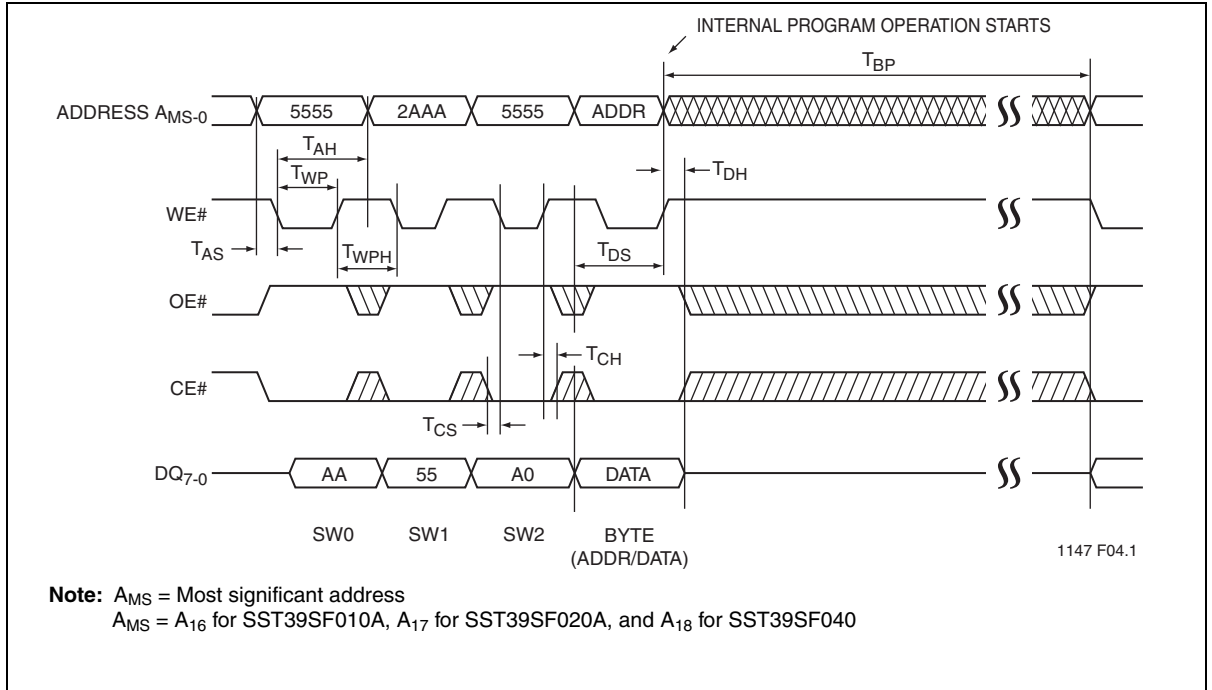 INTERNAL PROGRAM OPERATION STARTS
TBP
ADDRESS AMS-0
5555 2AAA 5555 ADDR
TAH
TWP
TDH
WE#
TAS
TWPH
TDS
OE#
TCH
CE#
TCS
DQ7-0
AA 55 A0 DATA
SW0 SW1 SW2 BYTE
(ADDR/DATA)
1147 F04.1
Note: AMS = Most significant address
AMS = A16 for SST39SF010A, A17 for SST39SF020A, and A18 for SST39SF040